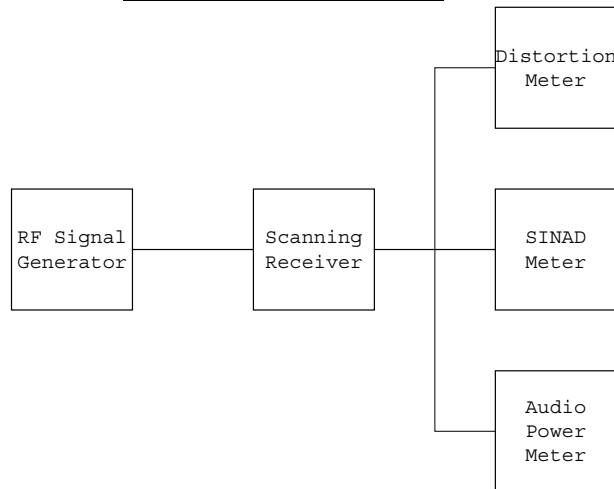 Distortion
Meter
RF Signal
Generator
Scanning
Receiver
SINAD
Meter
Audio
Power
Meter